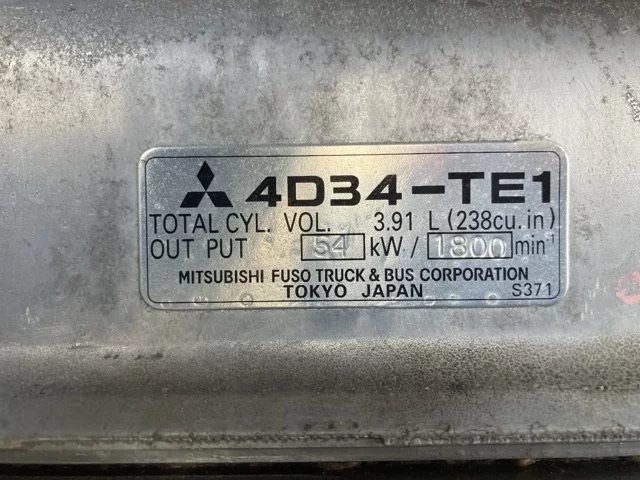 4D34-TE1
TOTAL CYL. VOL. 3.91 L (238cu.in)
OUT PUT 54 kW / 1800 min⁻¹
MITSUBISHI FUSO TRUCK & BUS CORPORATION
TOKYO JAPAN S371